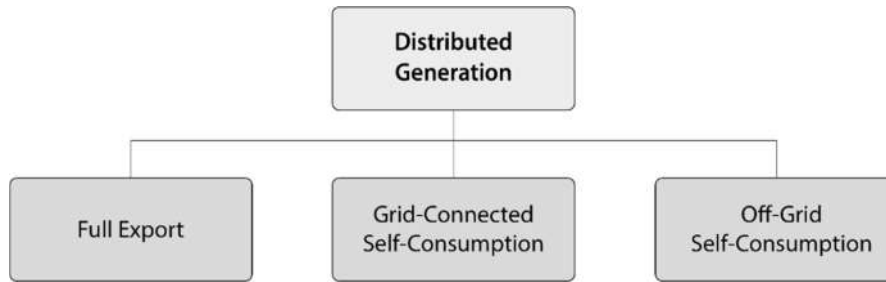 Distributed
Generation
Full Export
Grid-Connected
Self-Consumption
Off-Grid
Self-Consumption